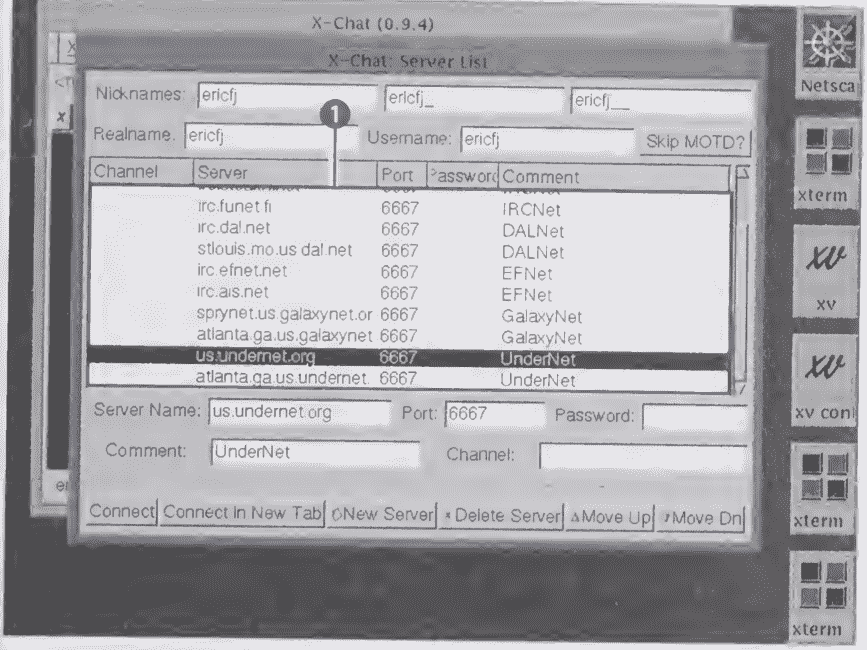 X-Chat (0.9.4)
X-Chat: Server List
Nicknames: ericfj ericfj_ ericfj__
1
Realname. ericfj Username: ericfj Skip MOTD?
Channel Server Port Password Comment
IRCNet
irc.funet.fi 6667 IRCNet
irc.dal.net 6667 DALNet
stlouis.mo.us.dal.net 6667 DALNet
irc.efnet.net 6667 EFNet
irc.ais.net 6667 EFNet
sprynet.us.galaxynet.or 6667 GalaxyNet
atlanta.ga.us.galaxynet 6667 GalaxyNet
us.undernet.org 6667 UnderNet
atlanta.ga.us.undernet. 6667 UnderNet
Server Name: us.undernet.org Port: 6667 Password:
Comment: UnderNet Channel:
Connect Connect in New Tab New Server Delete Server Move Up Move Dn
Netsca
xterm
xv
xv
xv
xv con
xterm
xterm